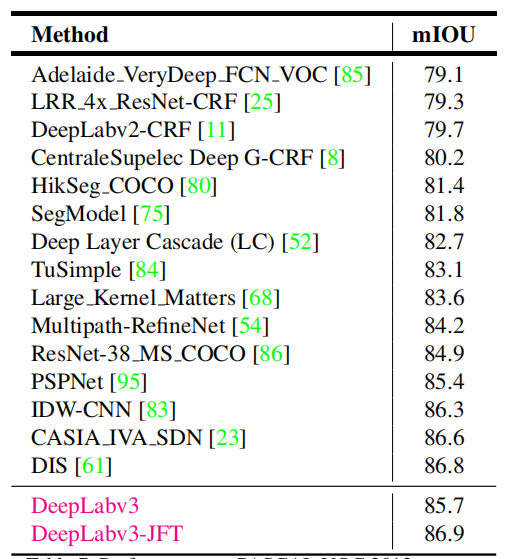 Method mIOU
Adelaide_VeryDeep_FCN_VOC [85] 79.1
LRR_4x_ResNet-CRF [25] 79.3
DeepLabv2-CRF [11] 79.7
CentraleSupelec Deep G-CRF [8] 80.2
HikSeg_COCO [80] 81.4
SegModel [75] 81.8
Deep Layer Cascade (LC) [52] 82.7
TuSimple [84] 83.1
Large_Kernel_Matters [68] 83.6
Multipath-RefineNet [54] 84.2
ResNet-38_MS_COCO [86] 84.9
PSPNet [95] 85.4
IDW-CNN [83] 86.3
CASIA_IVA_SDN [23] 86.6
DIS [61] 86.8
DeepLabv3 85.7
DeepLabv3-JFT 86.9